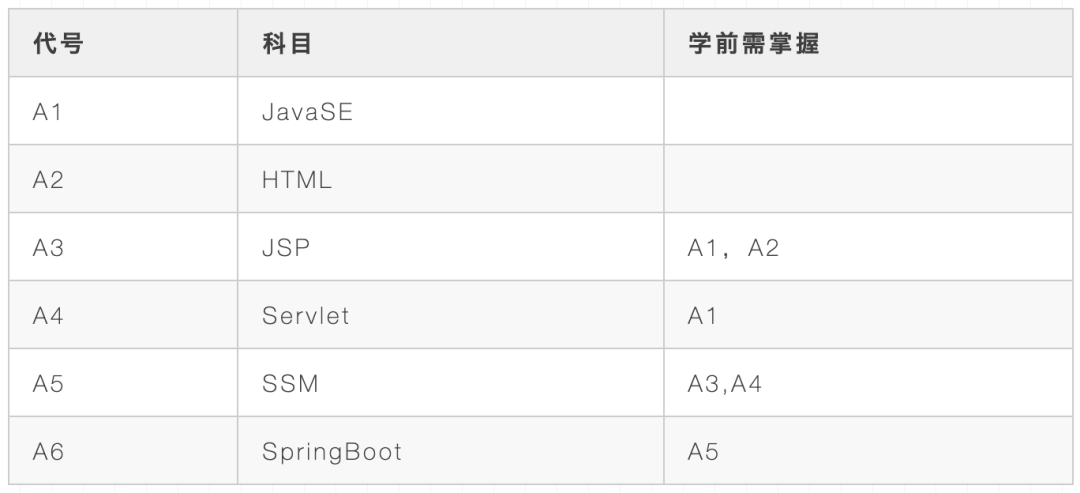 代号 科目 学前需掌握
A1 JavaSE
A2 HTML
A3 JSP A1，A2
A4 Servlet A1
A5 SSM A3,A4
A6 SpringBoot A5